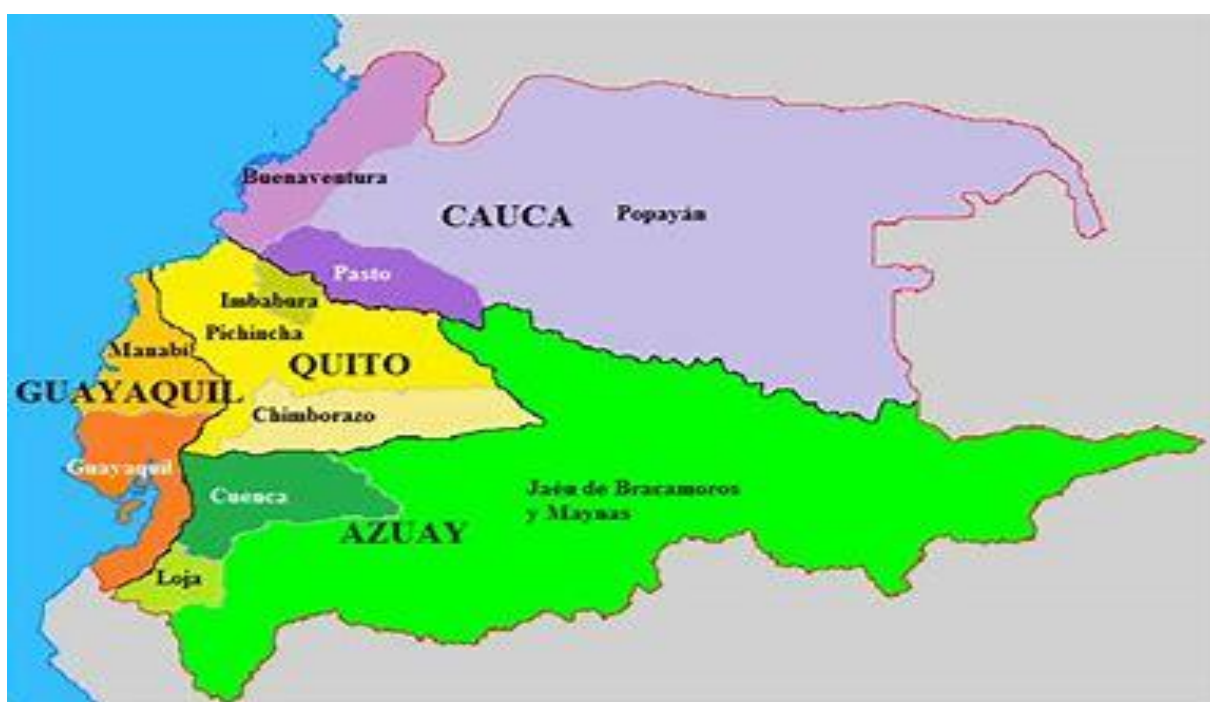 Buenaventura
CAUCA
Popayán
Pasto
Imbabura
Pichincha
Manabí
QUITO
GUAYAQUIL
Chimborazo
Guayaquil
Cuenca
Jaén de Bracamoros
y Maynas
AZUAY
Loja